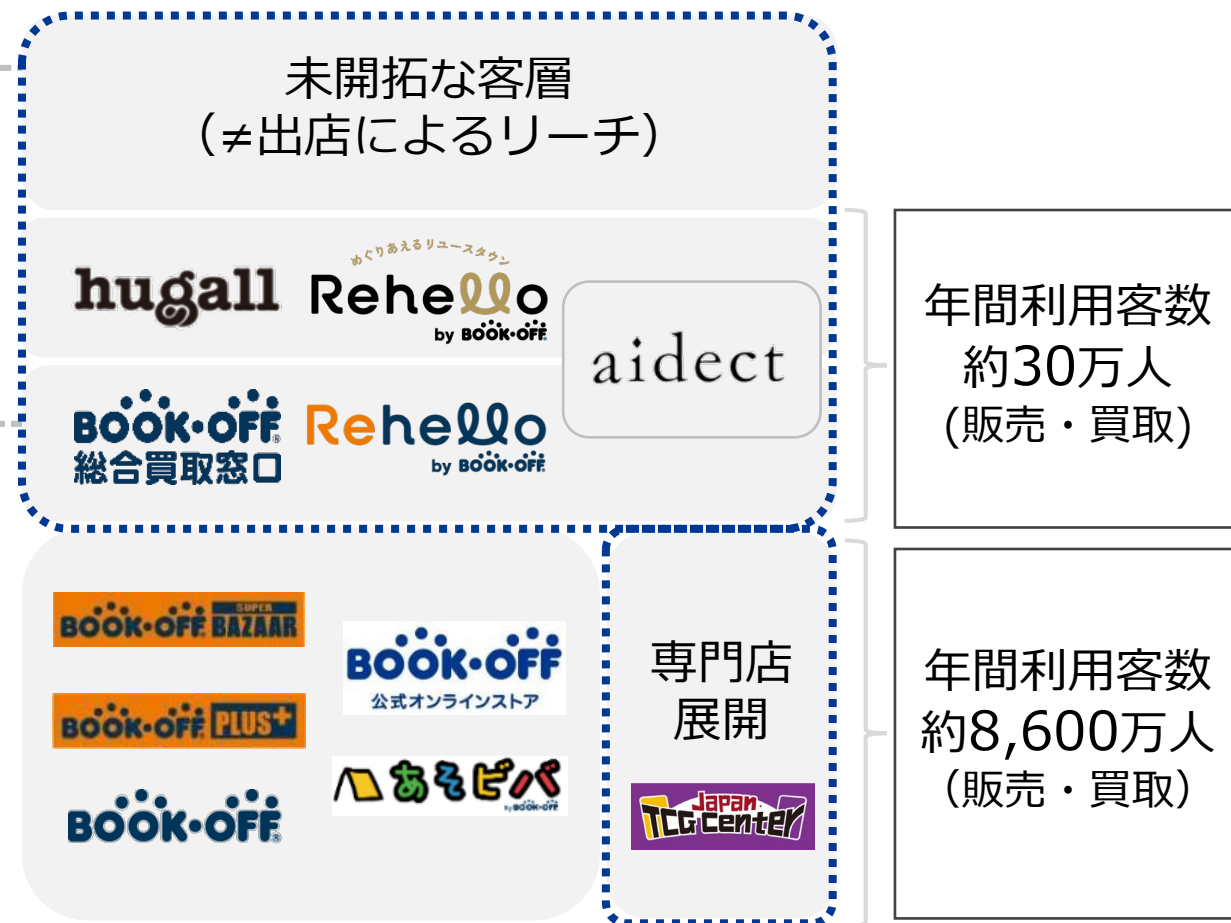 未開拓な客層
（≠出店によるリーチ）
hugall
めぐりあえるリユースタウン
Rehello
by BOOK•OFF
aidect
BOOK•OFF
総合買取窓口
Rehello
by BOOK•OFF
年間利用客数
約30万人
(販売・買取)
BOOK•OFF SUPER BAZAAR
BOOK•OFF PLUS+
BOOK•OFF
BOOK•OFF
公式オンラインストア
あそビバ
by BOOK•OFF
専門店
展開
Japan
TCG Center
年間利用客数
約8,600万人
（販売・買取）